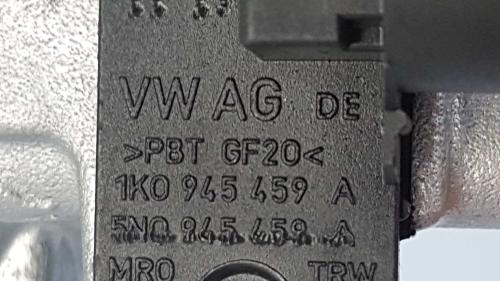 VW AG DE
>PBT GF20<
1K0 945 459 A
5N0 945 459 A
MRO TRW